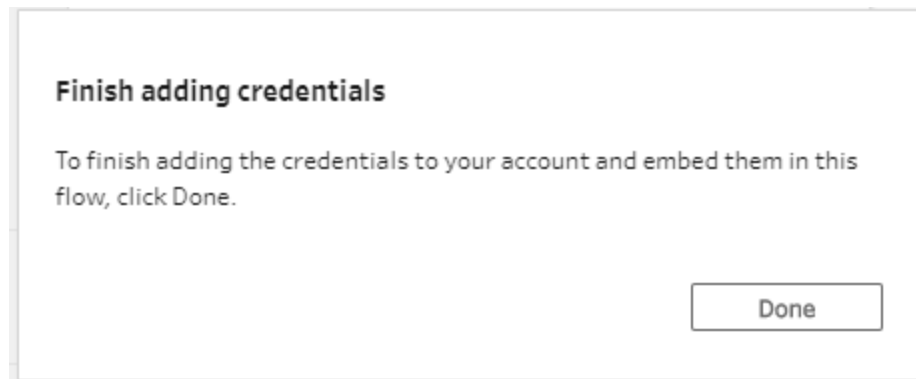 Finish adding credentials
To finish adding the credentials to your account and embed them in this
flow, click Done.
Done